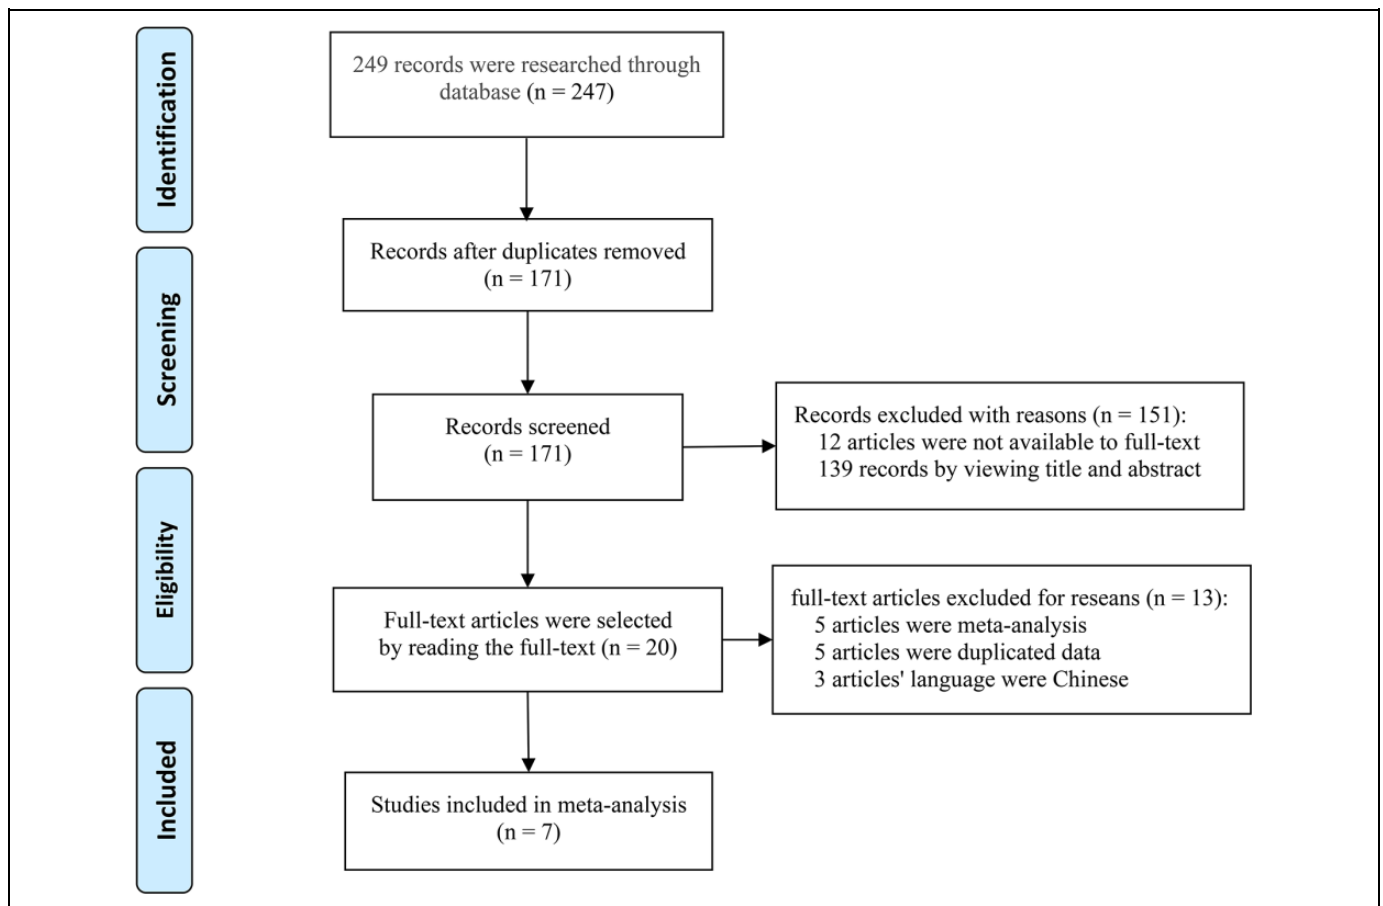 Identification
249 records were researched through
database (n = 247)
Screening
Records after duplicates removed
(n = 171)
Records screened
(n = 171)
Records excluded with reasons (n = 151):
12 articles were not available to full-text
139 records by viewing title and abstract
Eligibility
Full-text articles were selected
by reading the full-text (n = 20)
full-text articles excluded for reseans (n = 13):
5 articles were meta-analysis
5 articles were duplicated data
3 articles' language were Chinese
Included
Studies included in meta-analysis
(n = 7)